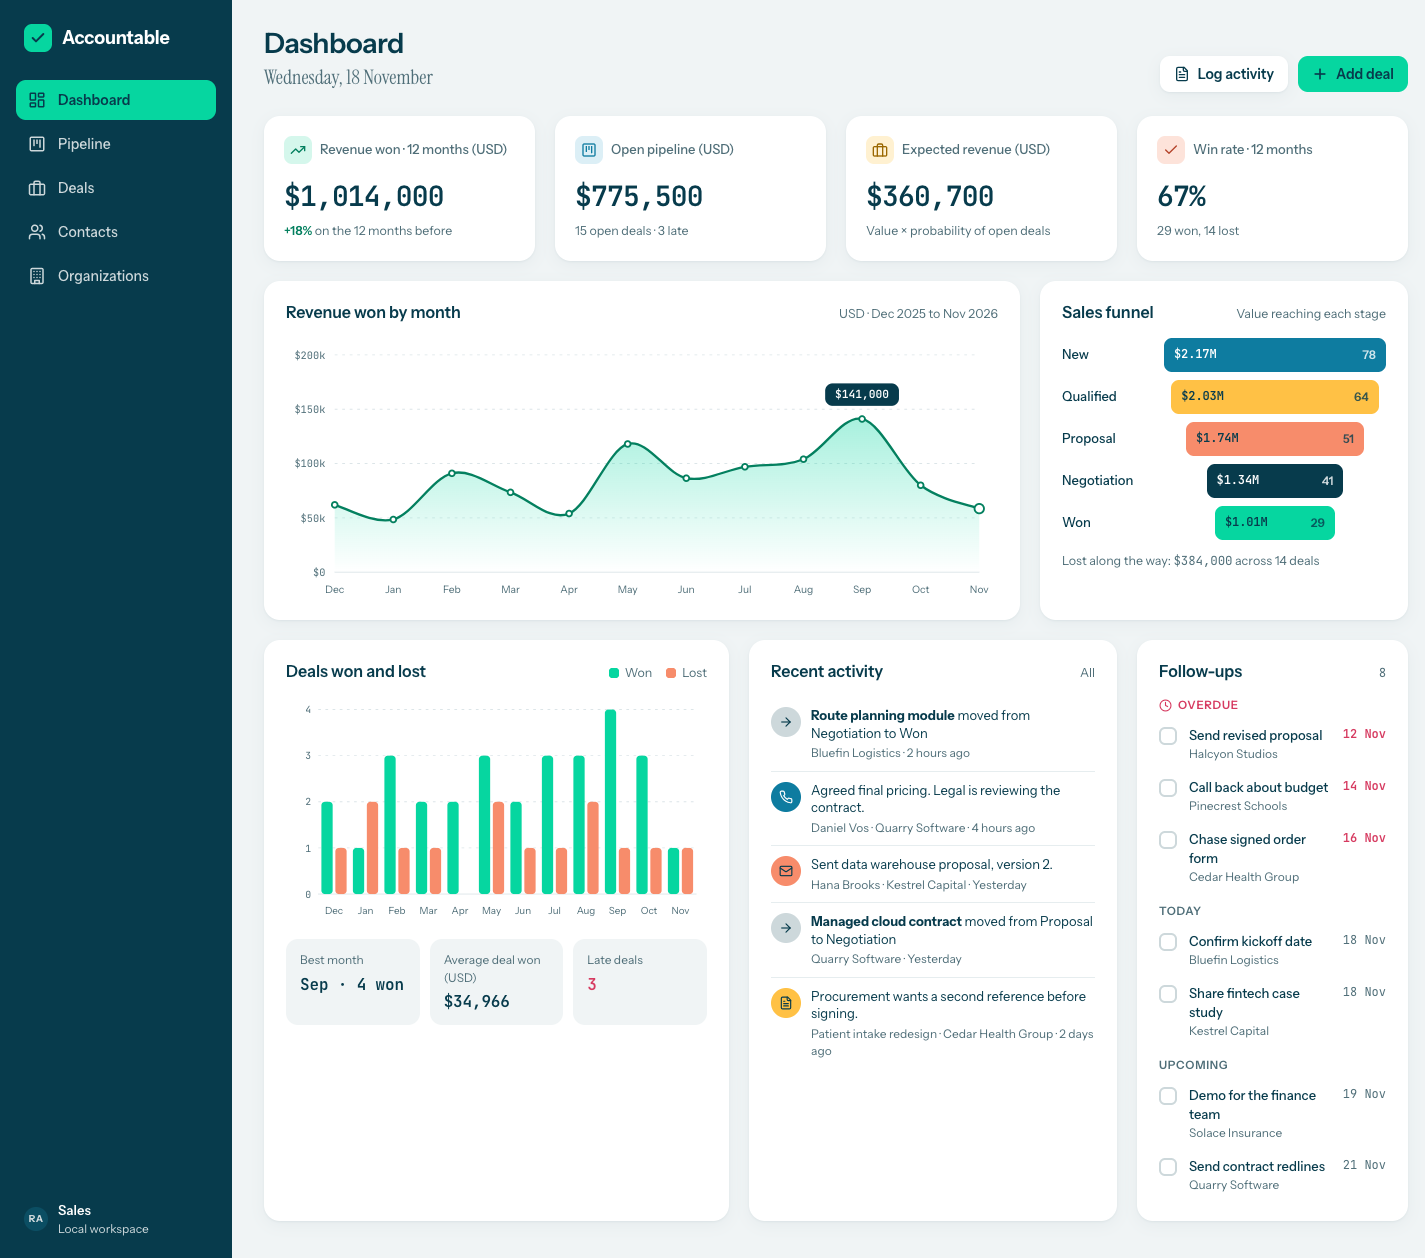 Accountable
Dashboard
Pipeline
Deals
Contacts
Organizations
RA
Sales
Local workspace
Dashboard
Wednesday, 18 November
Log activity
Add deal
Revenue won · 12 months (USD)
$1,014,000
+18% on the 12 months before
Open pipeline (USD)
$775,500
15 open deals · 3 late
Expected revenue (USD)
$360,700
Value × probability of open deals
Win rate · 12 months
67%
29 won, 14 lost
Revenue won by month
USD · Dec 2025 to Nov 2026
$200k
$150k
$100k
$50k
$0
$141,000
Dec Jan Feb Mar Apr May Jun Jul Aug Sep Oct Nov
Sales funnel
Value reaching each stage
New $2.17M 78
Qualified $2.03M 64
Proposal $1.74M 51
Negotiation $1.34M 41
Won $1.01M 29
Lost along the way: $384,000 across 14 deals
Deals won and lost
Won Lost
4
3
2
1
0
Dec Jan Feb Mar Apr May Jun Jul Aug Sep Oct Nov
Best month
Sep · 4 won
Average deal won
(USD)
$34,966
Late deals
3
Recent activity
All
Route planning module moved from
Negotiation to Won
Bluefin Logistics · 2 hours ago
Agreed final pricing. Legal is reviewing the
contract.
Daniel Vos · Quarry Software · 4 hours ago
Sent data warehouse proposal, version 2.
Hana Brooks · Kestrel Capital · Yesterday
Managed cloud contract moved from Proposal
to Negotiation
Quarry Software · Yesterday
Procurement wants a second reference before
signing.
Patient intake redesign · Cedar Health Group · 2 days
ago
Follow-ups
8
OVERDUE
Send revised proposal 12 Nov
Halcyon Studios
Call back about budget 14 Nov
Pinecrest Schools
Chase signed order 16 Nov
form
Cedar Health Group
TODAY
Confirm kickoff date 18 Nov
Bluefin Logistics
Share fintech case 18 Nov
study
Kestrel Capital
UPCOMING
Demo for the finance 19 Nov
team
Solace Insurance
Send contract redlines 21 Nov
Quarry Software